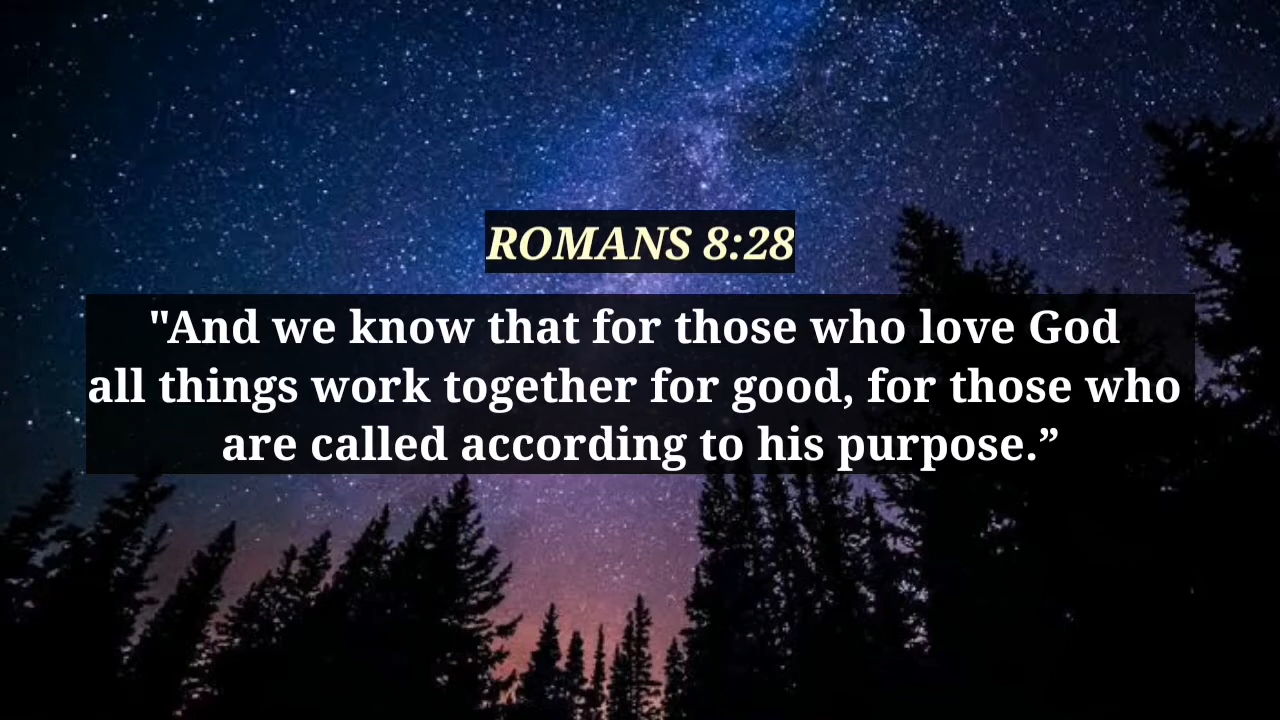 ROMANS 8:28
"And we know that for those who love God
all things work together for good, for those who
are called according to his purpose.”